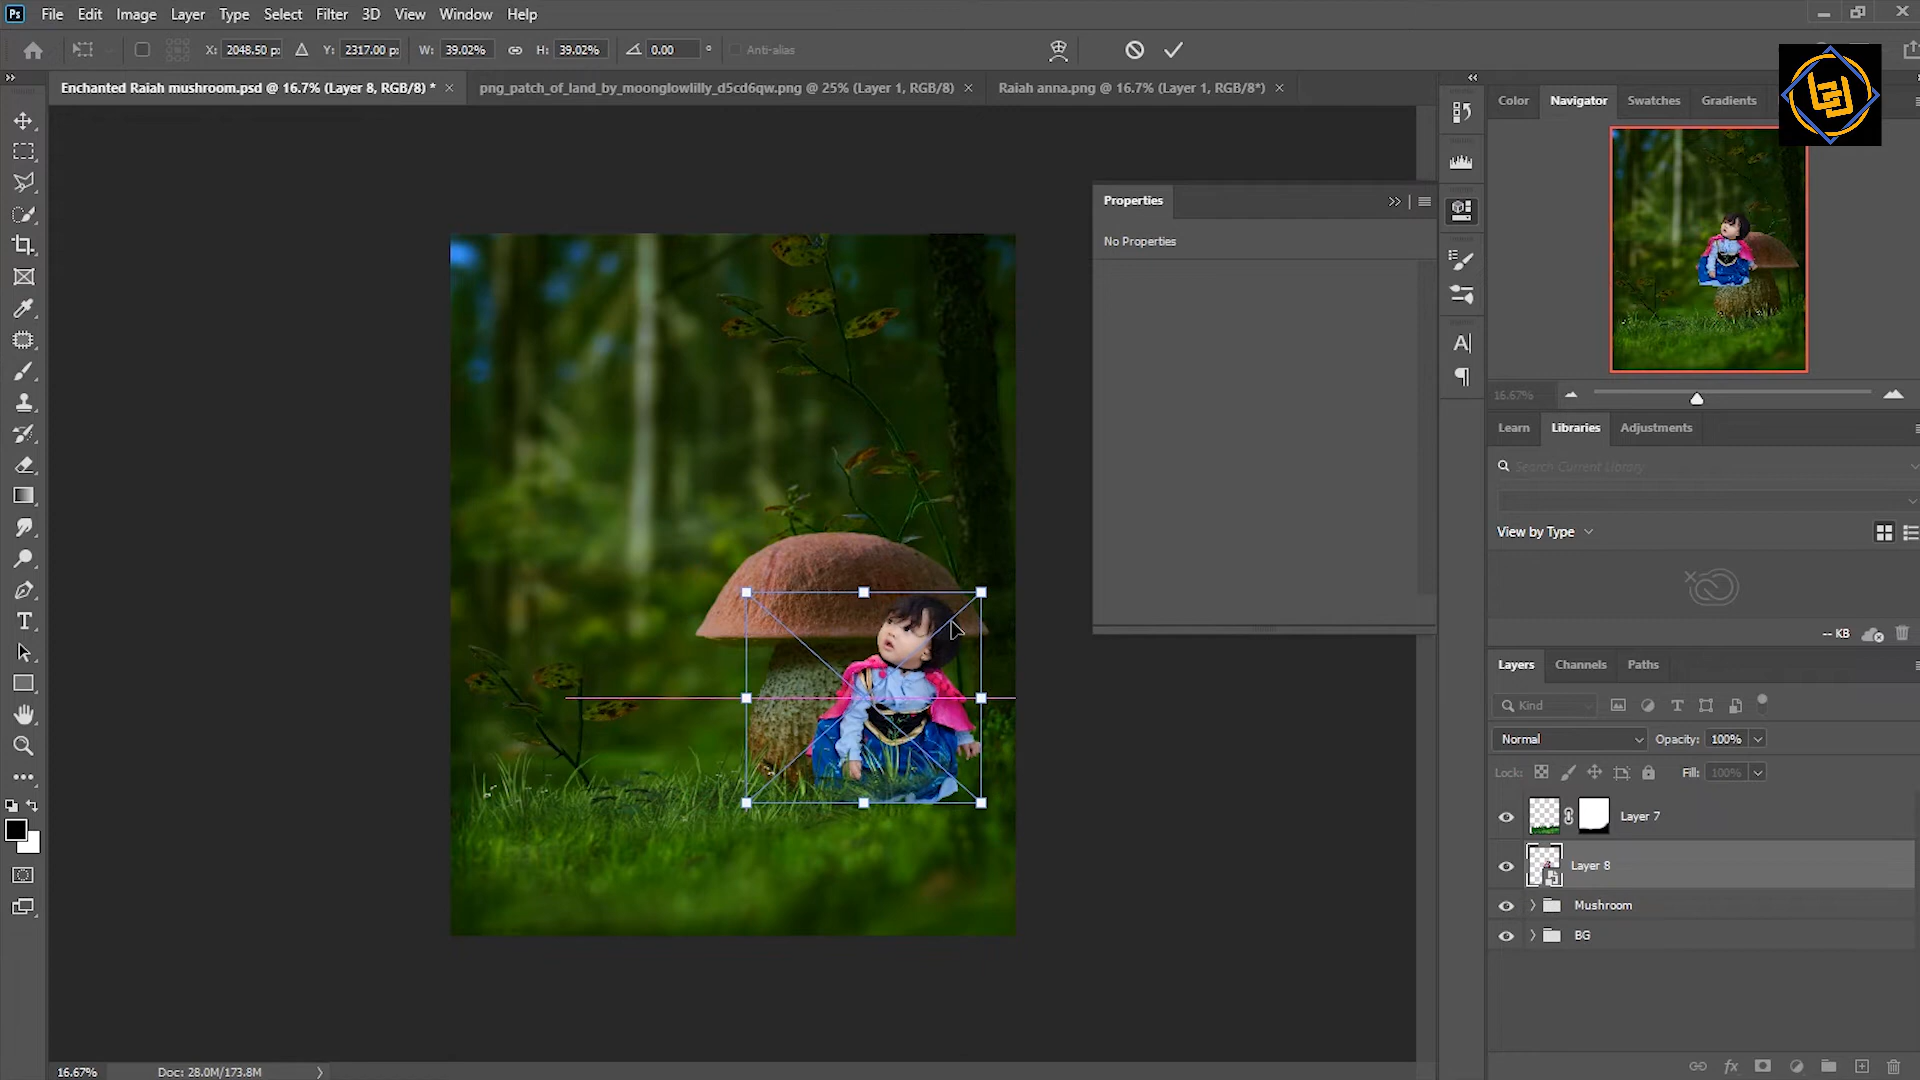 Ps File Edit Image Layer Type Select Filter 3D View Window Help
X: 2048.50 p: Y: 2317.00 p: W: 39.02% H: 39.02% 0.00 ° Anti-alias
Enchanted Raiah mushroom.psd @ 16.7% (Layer 8, RGB/8) * × png_patch_of_land_by_moonglowlilly_d5cd6qw.png @ 25% (Layer 1, RGB/8) × Raiah anna.png @ 16.7% (Layer 1, RGB/8*) ×
Color Navigator Swatches Gradients
Properties
No Properties
16.67%
Learn Libraries Adjustments
Search Current Library
View by Type
-- KB
Layers Channels Paths
Kind
Normal Opacity: 100%
Lock: Fill: 100%
Layer 7
Layer 8
Mushroom
BG
16.67% Doc: 28.0M/173.8M